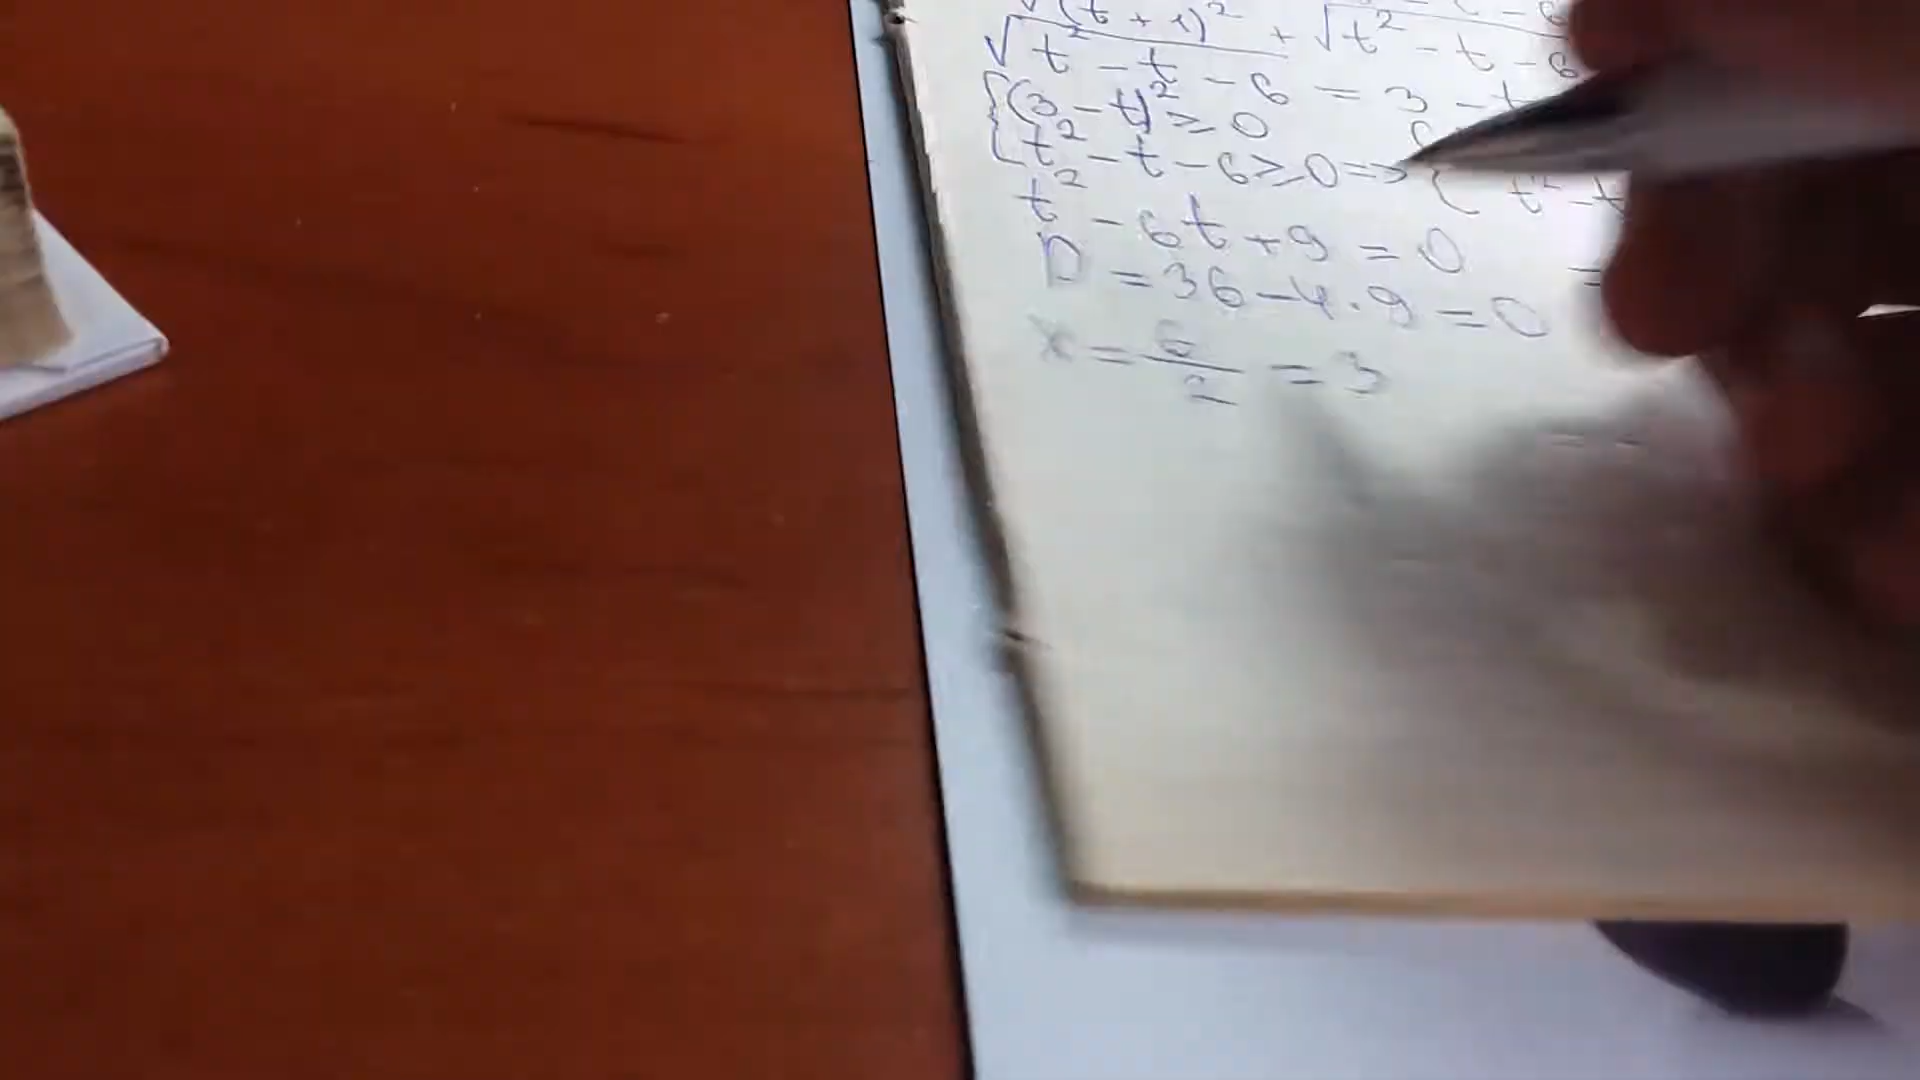 √(t+1)² + √t² - t - 6
√t² - t - 6 = 3 - t
{(3 - t)² ≥ 0
{t² - t - 6 ≥ 0 => { t² - t
t² - 6t + 9 = 0 =
D = 36 - 4 · 9 = 0
x = 6/2 = 3